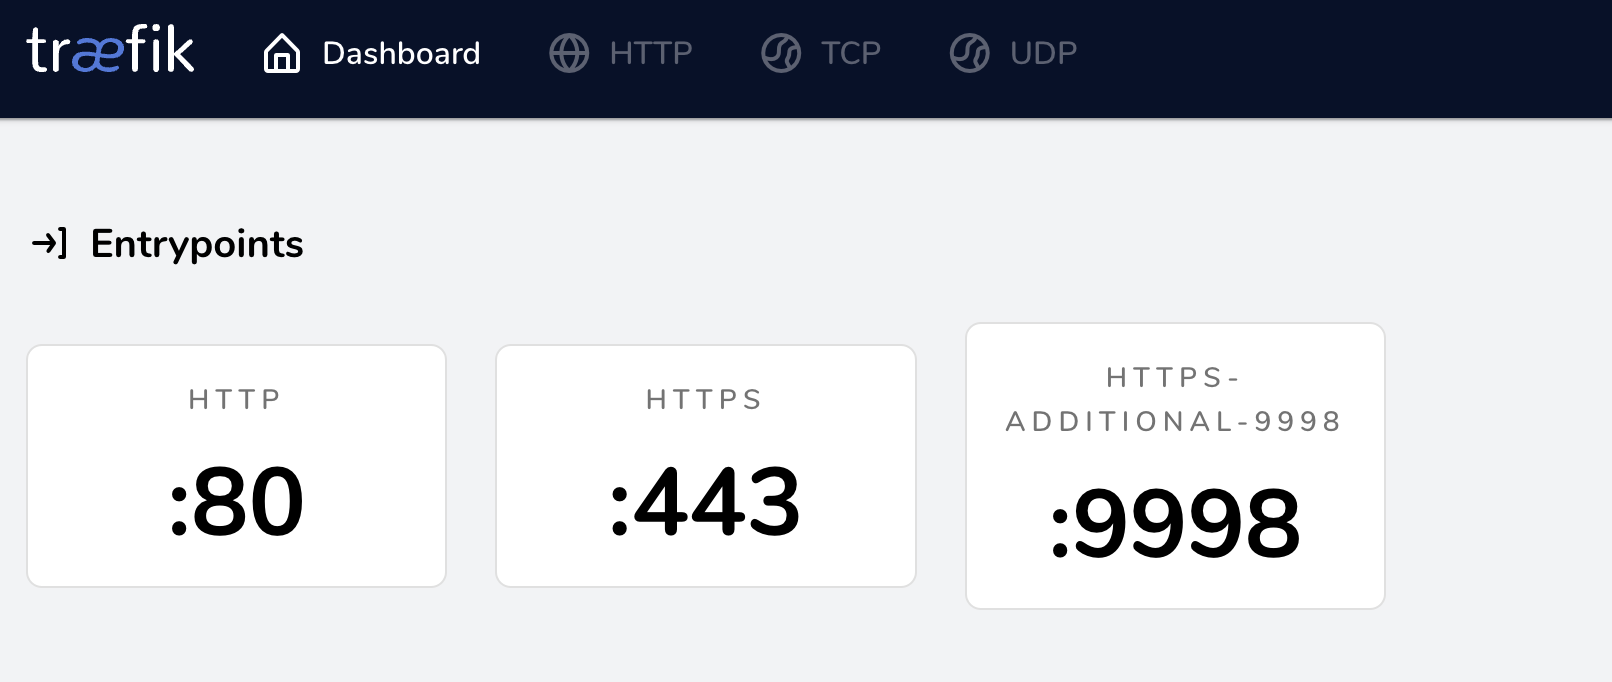 træfik
Dashboard
HTTP
TCP
UDP
Entrypoints
HTTP
:80
HTTPS
:443
HTTPS-
ADDITIONAL-9998
:9998